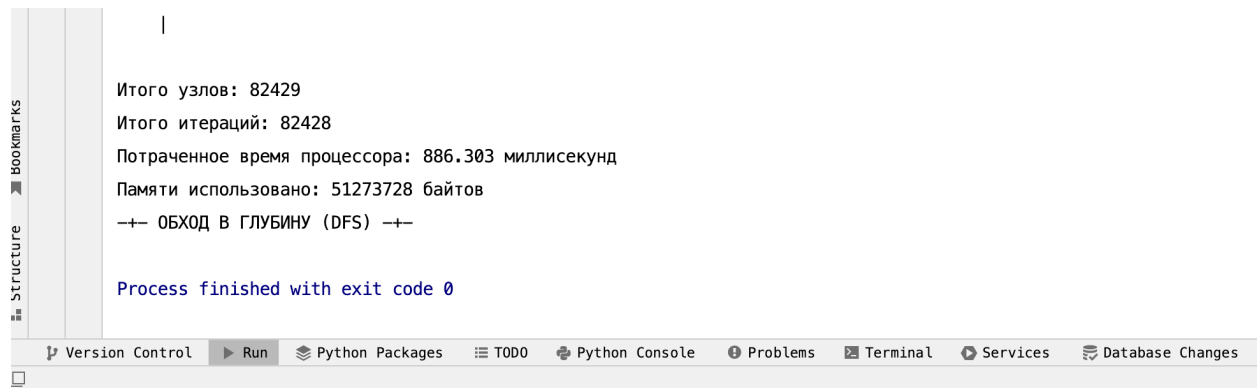 Итого узлов: 82429
Итого итераций: 82428
Потраченное время процессора: 886.303 миллисекунд
Памяти использовано: 51273728 байтов
—+— ОБХОД В ГЛУБИНУ (DFS) —+—
Process finished with exit code 0
Bookmarks
Structure
Version Control Run Python Packages TODO Python Console Problems Terminal Services Database Changes